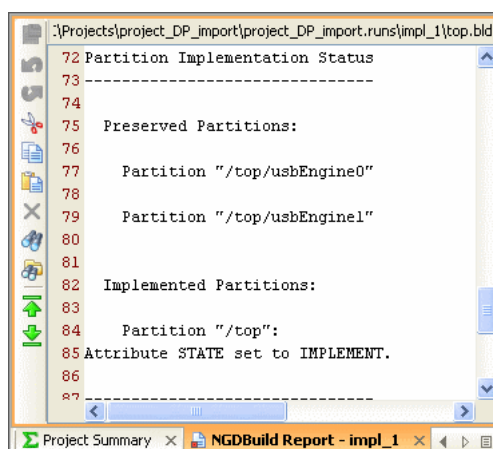 :\Projects\project_DP_import\project_DP_import.runs\impl_1\top.bld
72 Partition Implementation Status
73 -------------------------------
74
75 Preserved Partitions:
76
77 Partition "/top/usbEngine0"
78
79 Partition "/top/usbEngine1"
80
81
82 Implemented Partitions:
83
84 Partition "/top":
85 Attribute STATE set to IMPLEMENT.
86
87 -------------------------------
Project Summary
NGDBuild Report - impl_1